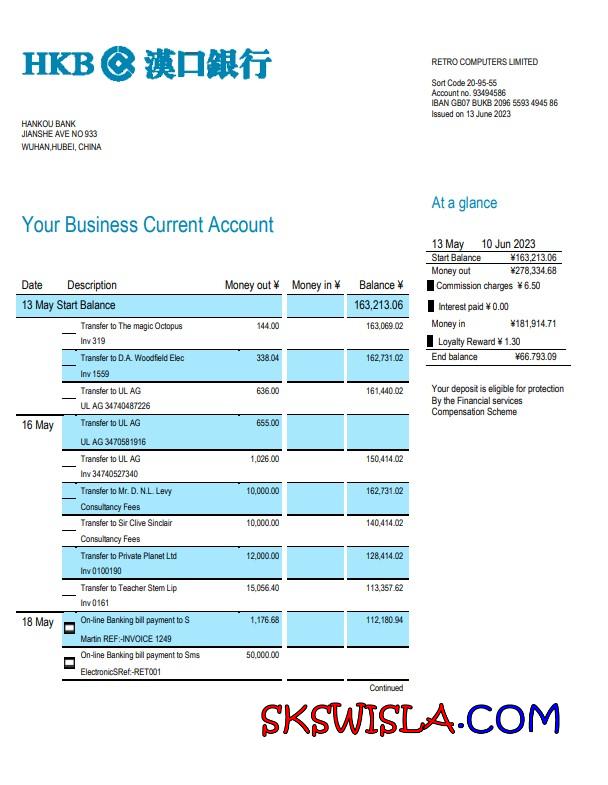 HKB 漢口銀行
RETRO COMPUTERS LIMITED
Sort Code 20-95-55
Account no. 93494586
IBAN GB07 BUKB 2096 5593 4945 86
Issued on 13 June 2023
HANKOU BANK
JIANSHE AVE NO 933
WUHAN,HUBEI, CHINA
At a glance
Your Business Current Account
13 May 10 Jun 2023
Start Balance ¥163,213.06
Money out ¥278,334.68
Commission charges ¥ 6.50
Interest paid ¥ 0.00
Money in ¥181,914.71
Loyalty Reward ¥ 1.30
End balance ¥66.793.09
Your deposit is eligible for protection
By the Financial services
Compensation Scheme
Date Description Money out ¥ Money in ¥ Balance ¥
13 May Start Balance 163,213.06
Transfer to The magic Octopus 144.00 163,069.02
Inv 319
Transfer to D.A. Woodfield Elec 338.04 162,731.02
Inv 1559
Transfer to UL AG 636.00 161,440.02
UL AG 34740487226
16 May 655.00
UL AG 3470581916
Transfer to UL AG 1,026.00 150,414.02
Inv 34740527340
Transfer to Mr. D. N.L. Levy 10,000.00 162,731.02
Consultancy Fees
Transfer to Sir Clive Sinclair 10,000.00 140,414.02
Consultancy Fees
Transfer to Private Planet Ltd 12,000.00 128,414.02
Inv 0100190
Transfer to Teacher Stem Lip 15,056.40 113,357.62
Inv 0161
18 May On-line Banking bill payment to S 1,176.68 112,180.94
Martin REF:-INVOICE 1249
On-line Banking bill payment to Sms 50,000.00
ElectronicSRef:-RET001
Continued
SKSWISLA.COM